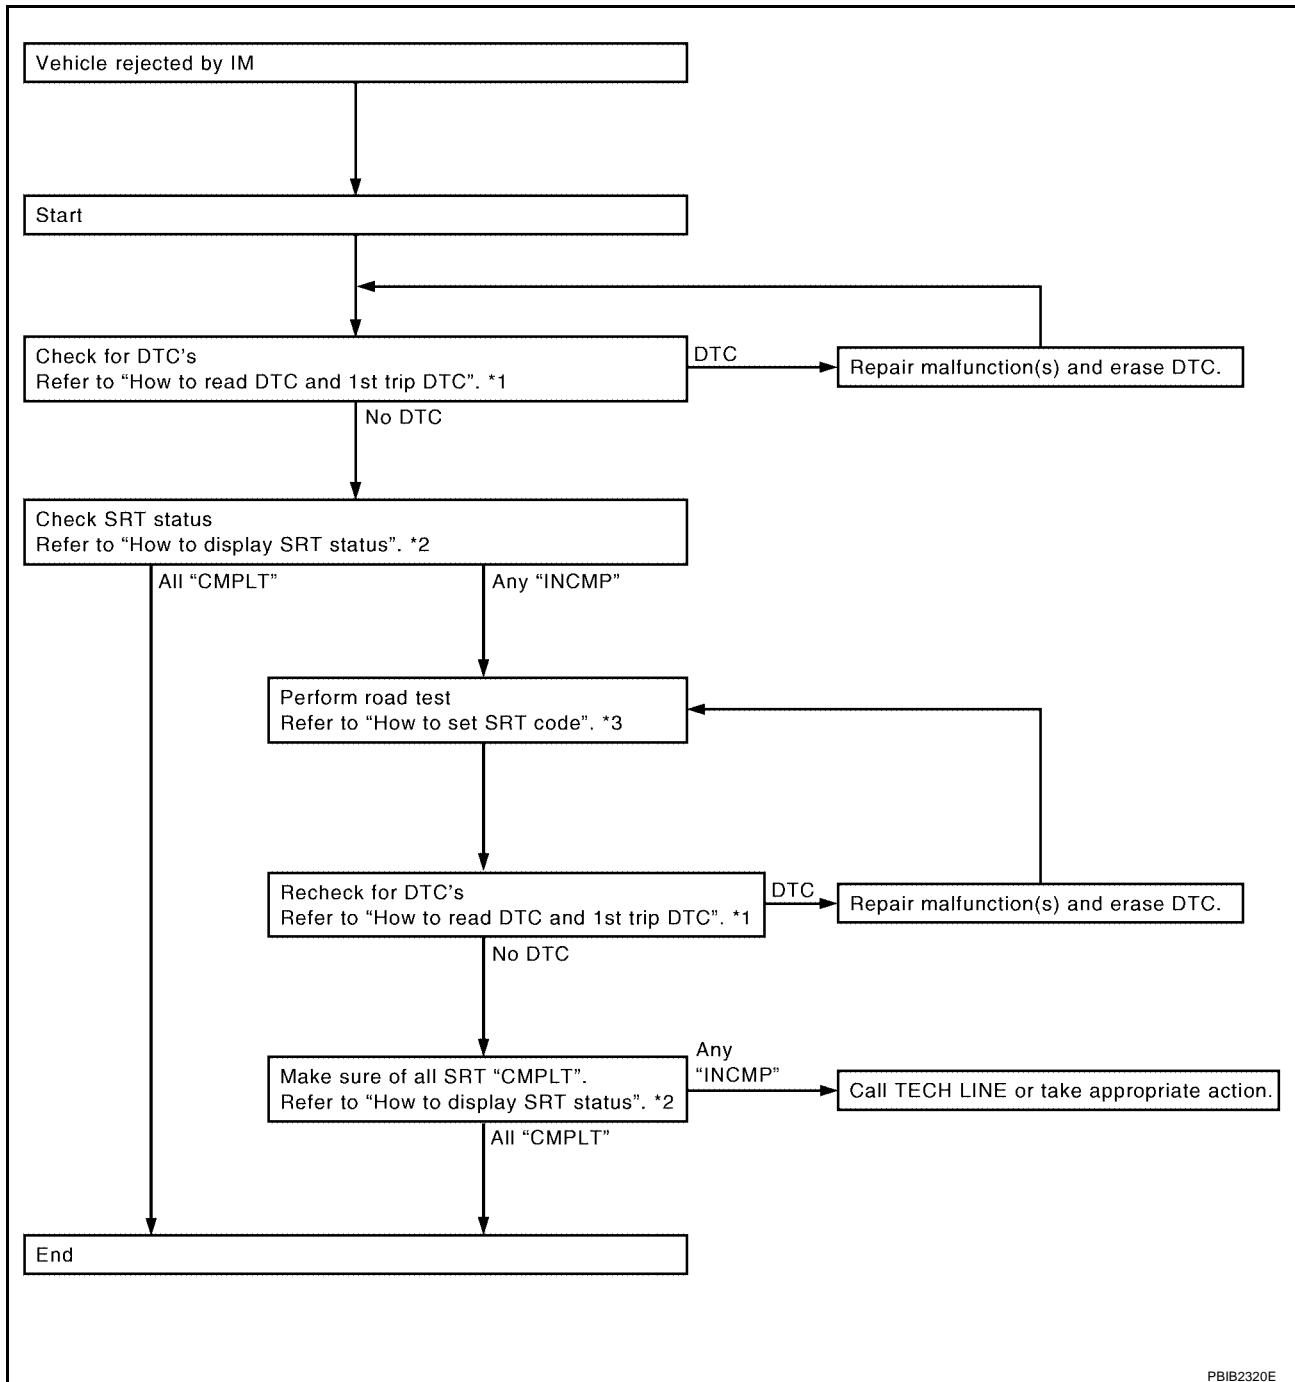 Vehicle rejected by IM
Start
Check for DTC's
Refer to “How to read DTC and 1st trip DTC”. *1
DTC
Repair malfunction(s) and erase DTC.
No DTC
Check SRT status
Refer to “How to display SRT status”. *2
All “CMPLT”
Any “INCMP”
Perform road test
Refer to “How to set SRT code”. *3
Recheck for DTC's
Refer to “How to read DTC and 1st trip DTC”. *1
DTC
Repair malfunction(s) and erase DTC.
No DTC
Make sure of all SRT “CMPLT”.
Refer to “How to display SRT status”. *2
Any
“INCMP”
Call TECH LINE or take appropriate action.
All “CMPLT”
End
PBIB2320E